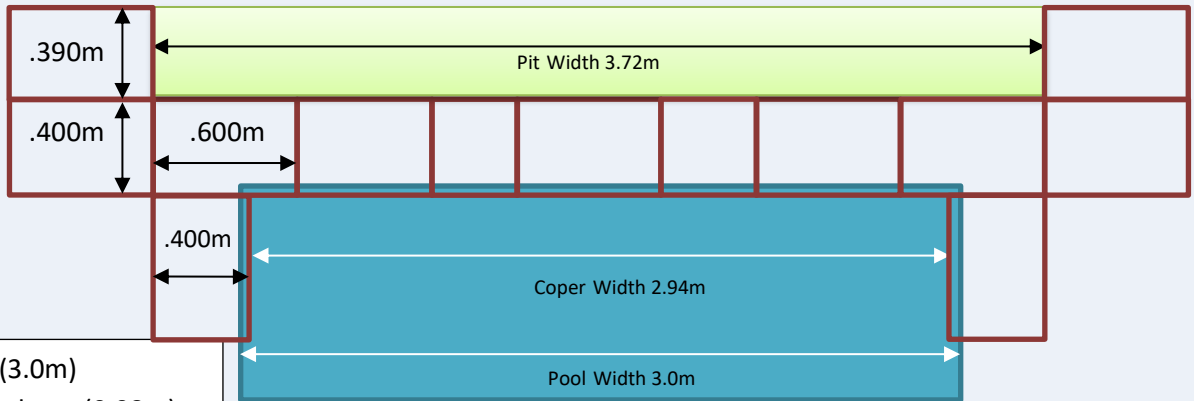 .390m
Pit Width 3.72m
.400m
.600m
.400m
Coper Width 2.94m
(3.0m)
Pool Width 3.0m